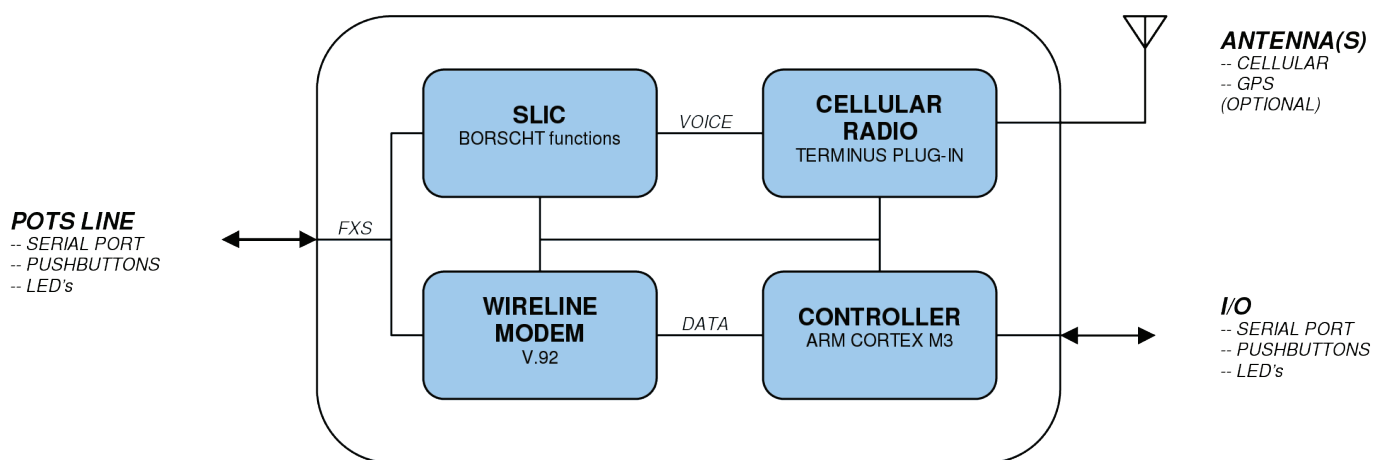 ANTENNA(S)
-- CELLULAR
-- GPS
(OPTIONAL)
SLIC
BORSCHT functions
VOICE
CELLULAR
RADIO
TERMINUS PLUG-IN
POTS LINE
-- SERIAL PORT
-- PUSHBUTTONS
-- LED's
FXS
WIRELINE
MODEM
V.92
DATA
CONTROLLER
ARM CORTEX M3
I/O
-- SERIAL PORT
-- PUSHBUTTONS
-- LED's